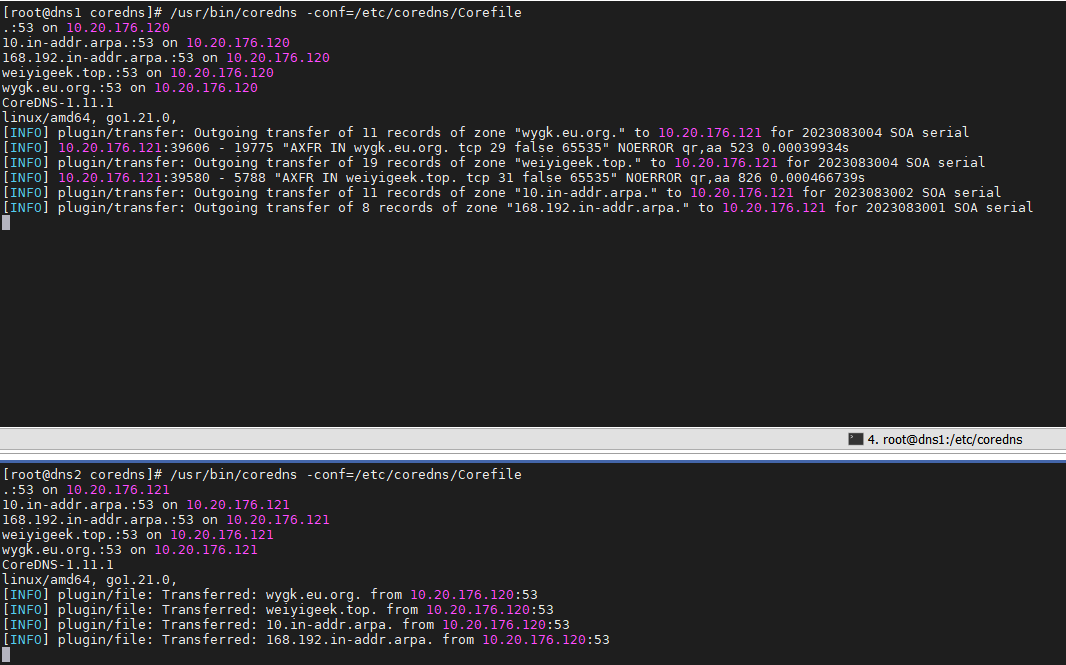 [root@dns1 coredns]# /usr/bin/coredns -conf=/etc/coredns/Corefile
.:53 on 10.20.176.120
10.in-addr.arpa.:53 on 10.20.176.120
168.192.in-addr.arpa.:53 on 10.20.176.120
weiyigeek.top.:53 on 10.20.176.120
wygk.eu.org.:53 on 10.20.176.120
CoreDNS-1.11.1
linux/amd64, go1.21.0,
[INFO] plugin/transfer: Outgoing transfer of 11 records of zone "wygk.eu.org." to 10.20.176.121 for 2023083004 SOA serial
[INFO] 10.20.176.121:39606 - 19775 "AXFR IN wygk.eu.org. tcp 29 false 65535" NOERROR qr,aa 523 0.00039934s
[INFO] plugin/transfer: Outgoing transfer of 19 records of zone "weiyigeek.top." to 10.20.176.121 for 2023083004 SOA serial
[INFO] 10.20.176.121:39580 - 5788 "AXFR IN weiyigeek.top. tcp 31 false 65535" NOERROR qr,aa 826 0.000466739s
[INFO] plugin/transfer: Outgoing transfer of 11 records of zone "10.in-addr.arpa." to 10.20.176.121 for 2023083002 SOA serial
[INFO] plugin/transfer: Outgoing transfer of 8 records of zone "168.192.in-addr.arpa." to 10.20.176.121 for 2023083001 SOA serial
4. root@dns1:/etc/coredns
[root@dns2 coredns]# /usr/bin/coredns -conf=/etc/coredns/Corefile
.:53 on 10.20.176.121
10.in-addr.arpa.:53 on 10.20.176.121
168.192.in-addr.arpa.:53 on 10.20.176.121
weiyigeek.top.:53 on 10.20.176.121
wygk.eu.org.:53 on 10.20.176.121
CoreDNS-1.11.1
linux/amd64, go1.21.0,
[INFO] plugin/file: Transferred: wygk.eu.org. from 10.20.176.120:53
[INFO] plugin/file: Transferred: weiyigeek.top. from 10.20.176.120:53
[INFO] plugin/file: Transferred: 10.in-addr.arpa. from 10.20.176.120:53
[INFO] plugin/file: Transferred: 168.192.in-addr.arpa. from 10.20.176.120:53